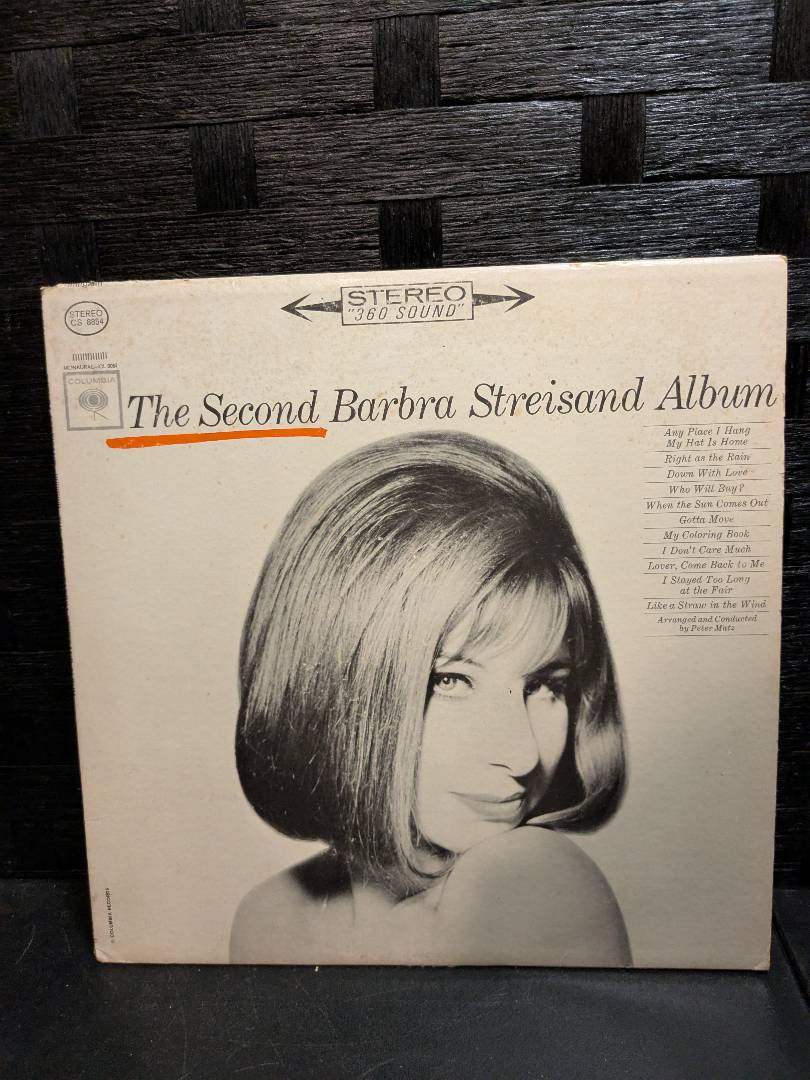 STEREO
"360 SOUND"
STEREO
CS 8854
COLUMBIA
The Second Barbra Streisand Album
Any Place I Hang
My Hat Is Home
Right as the Rain
Down With Love
Who Will Buy?
When the Sun Comes Out
Gotta Move
My Coloring Book
I Don't Care Much
Lover, Come Back to Me
I Stayed Too Long
at the Fair
Like a Straw in the Wind
Arranged and Conducted
by Peter Matz
© COLUMBIA RECORDS